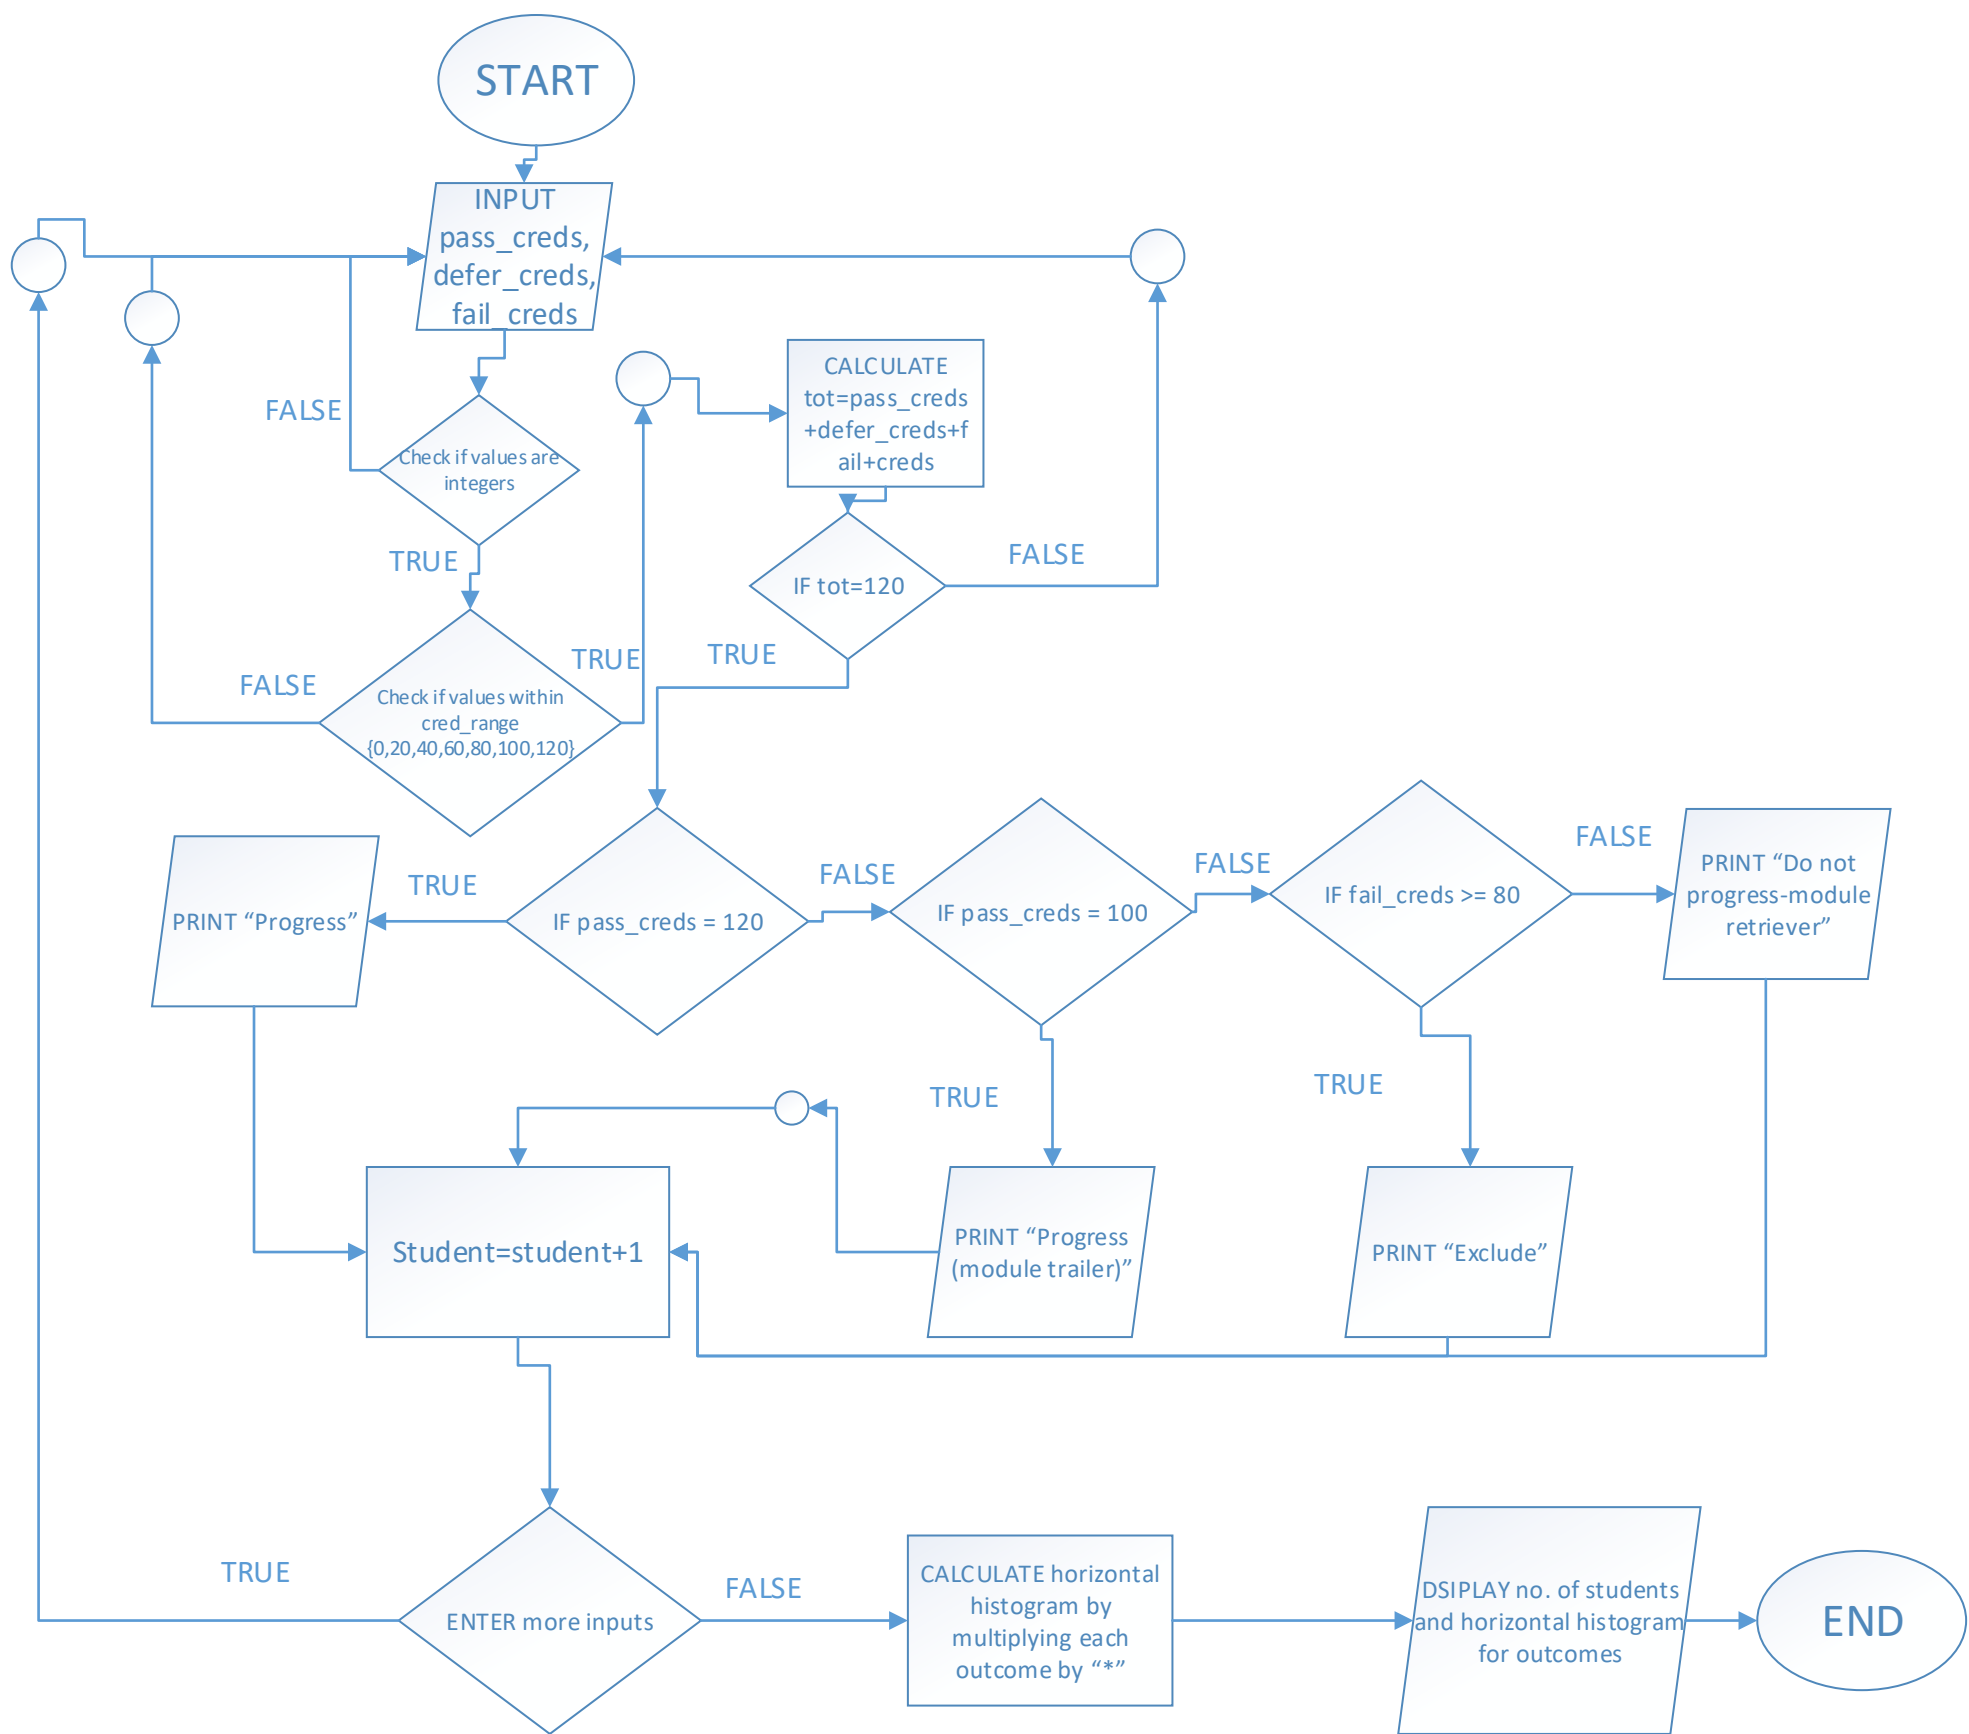 START
INPUT
pass_creds,
defer_creds,
fail_creds
FALSE
Check if values are
integers
TRUE
CALCULATE
tot=pass_creds
+defer_creds+f
ail+creds
IF tot=120
FALSE
TRUE
FALSE
Check if values within
cred_range
{0,20,40,60,80,100,120}
TRUE
PRINT “Progress”
TRUE
IF pass_creds = 120
FALSE
IF pass_creds = 100
FALSE
IF fail_creds >= 80
FALSE
PRINT “Do not
progress-module
retriever”
TRUE
TRUE
Student=student+1
PRINT “Progress
(module trailer)”
PRINT “Exclude”
TRUE
ENTER more inputs
FALSE
CALCULATE horizontal
histogram by
multiplying each
outcome by “*”
DSIPLAY no. of students
and horizontal histogram
for outcomes
END